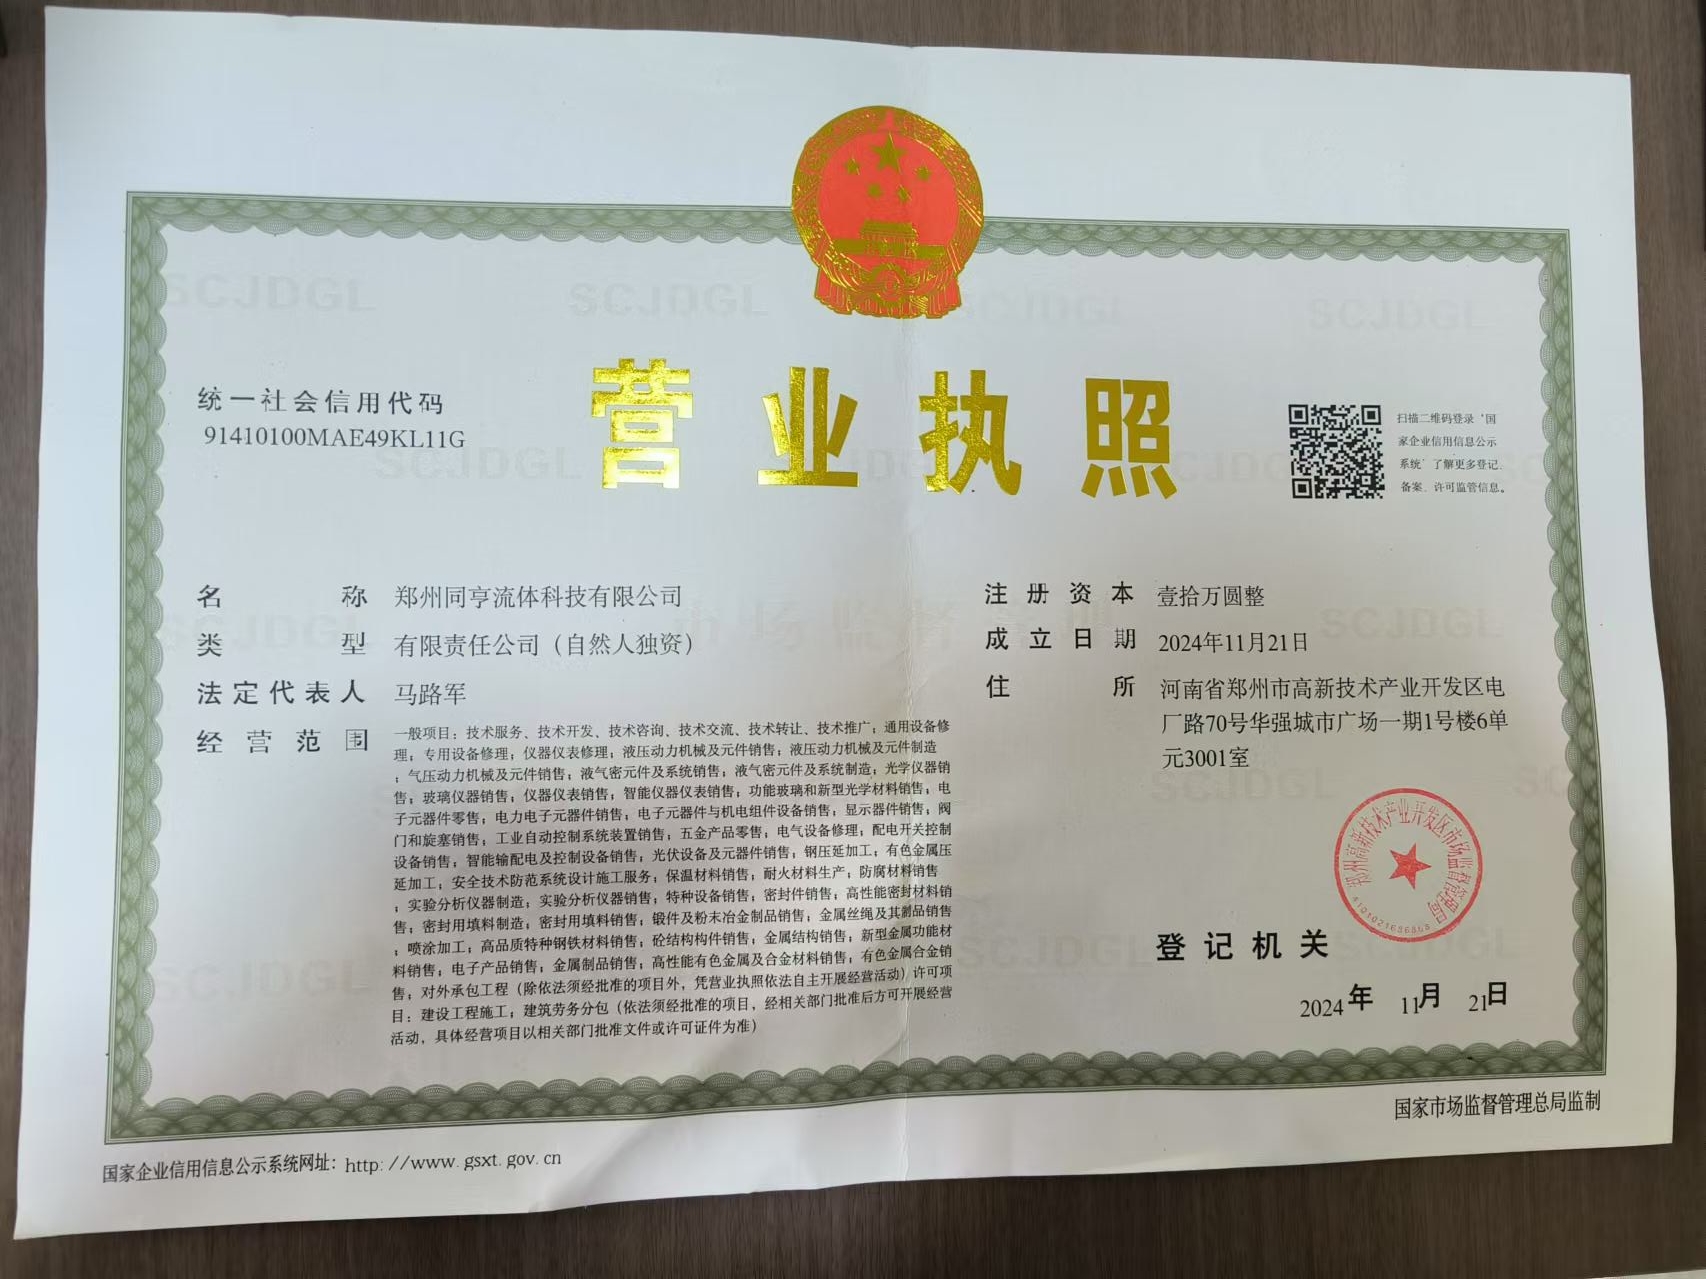 SCJDGL
营业执照
统一社会信用代码
91410100MAE49KL11G
扫描二维码登录‘国
家企业信用信息公示
系统’了解更多登记、
备案、许可监管信息。
名称 郑州同亨流体科技有限公司
类型 有限责任公司（自然人独资）
法定代表人 马路军
经营范围 一般项目：技术服务、技术开发、技术咨询、技术交流、技术转让、技术推广；通用设备修
理；专用设备修理；仪器仪表修理；液压动力机械及元件销售；液压动力机械及元件制造
；气压动力机械及元件销售；液气密元件及系统销售；液气密元件及系统制造；光学仪器销
售；玻璃仪器销售；仪器仪表销售；智能仪器仪表销售；功能玻璃和新型光学材料销售；电
子元器件零售；电力电子元器件销售；电子元器件与机电组件设备销售；显示器件销售；阀
门和旋塞销售；工业自动控制系统装置销售；五金产品零售；电气设备修理；配电开关控制
设备销售；智能输配电及控制设备销售；光伏设备及元器件销售；钢压延加工；有色金属压
延加工；安全技术防范系统设计施工服务；保温材料销售；耐火材料生产；防腐材料销售
；实验分析仪器制造；实验分析仪器销售；特种设备销售；密封件销售；高性能密封材料销
售；密封用填料制造；密封用填料销售；锻件及粉末冶金制品销售；金属丝绳及其制品销售
；喷涂加工；高品质特种钢铁材料销售；砼结构构件销售；金属结构销售；新型金属功能材
料销售；电子产品销售；金属制品销售；高性能有色金属及合金材料销售；有色金属合金销
售；对外承包工程（除依法须经批准的项目外，凭营业执照依法自主开展经营活动）许可项
目：建设工程施工；建筑劳务分包（依法须经批准的项目，经相关部门批准后方可开展经营
活动，具体经营项目以相关部门批准文件或许可证件为准）
注册资本 壹拾万圆整
成立日期 2024年11月21日
住所 河南省郑州市高新技术产业开发区电
厂路70号华强城市广场一期1号楼6单
元3001室
郑州高新技术产业开发区市场监督管理局
登记机关
2024年 11月 21日
国家企业信用信息公示系统网址：http://www.gsxt.gov.cn
国家市场监督管理总局监制